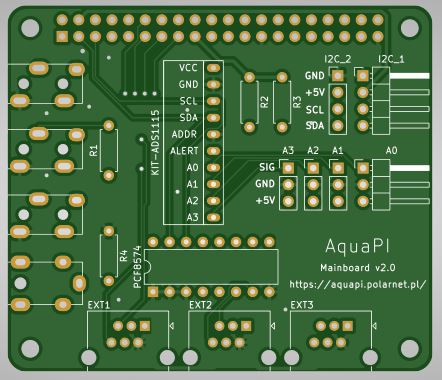 I2C_2 I2C_1
VCC
GND
SCL
SDA
ADDR
ALERT
A0
A1
A2
A3
KIT-ADS1115
R2
R3
GND
+5V
SCL
SDA
R1
A3 A2 A1 A0
SIG
GND
+5V
R4
PCF8574
AquaPI
Mainboard v2.0
https://aquapi.polarnet.pl/
EXT1 EXT2 EXT3